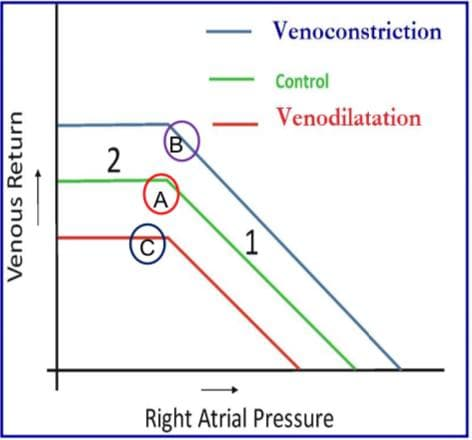 Venoconstriction
Control
Venodilatation
Venous Return
B
2
A
C
1
Right Atrial Pressure